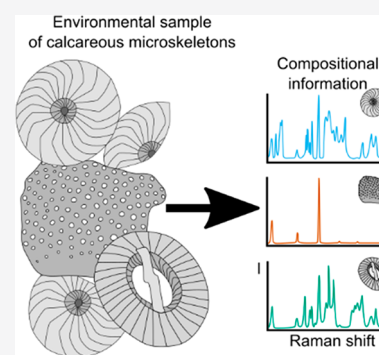 Environmental sample
of calcareous microskeletons
Compositional
information
I
Raman shift